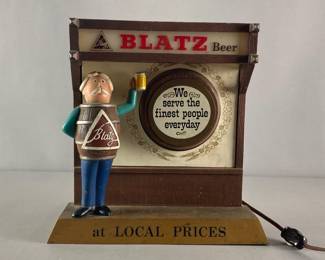 BLATZ Beer
We
serve the
finest people
everyday
Blatz
at LOCAL PRICES